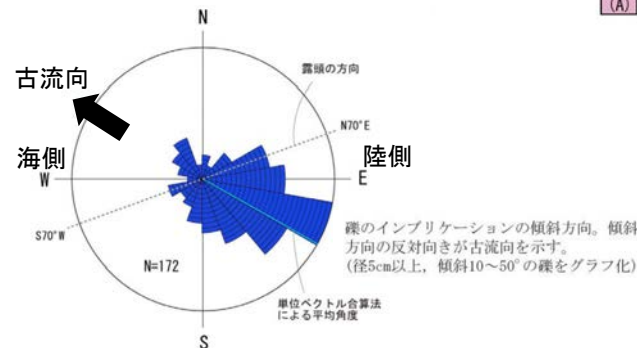 (A)
N
古流向
露頭の方向
N70°E
海側
陸側
W
E
S70°W
礫のインブリケーションの傾斜方向。傾斜
方向の反対向きが古流向を示す。
(径5cm以上，傾斜10～50°の礫をグラフ化)
N=172
単位ベクトル合算法
による平均角度
S